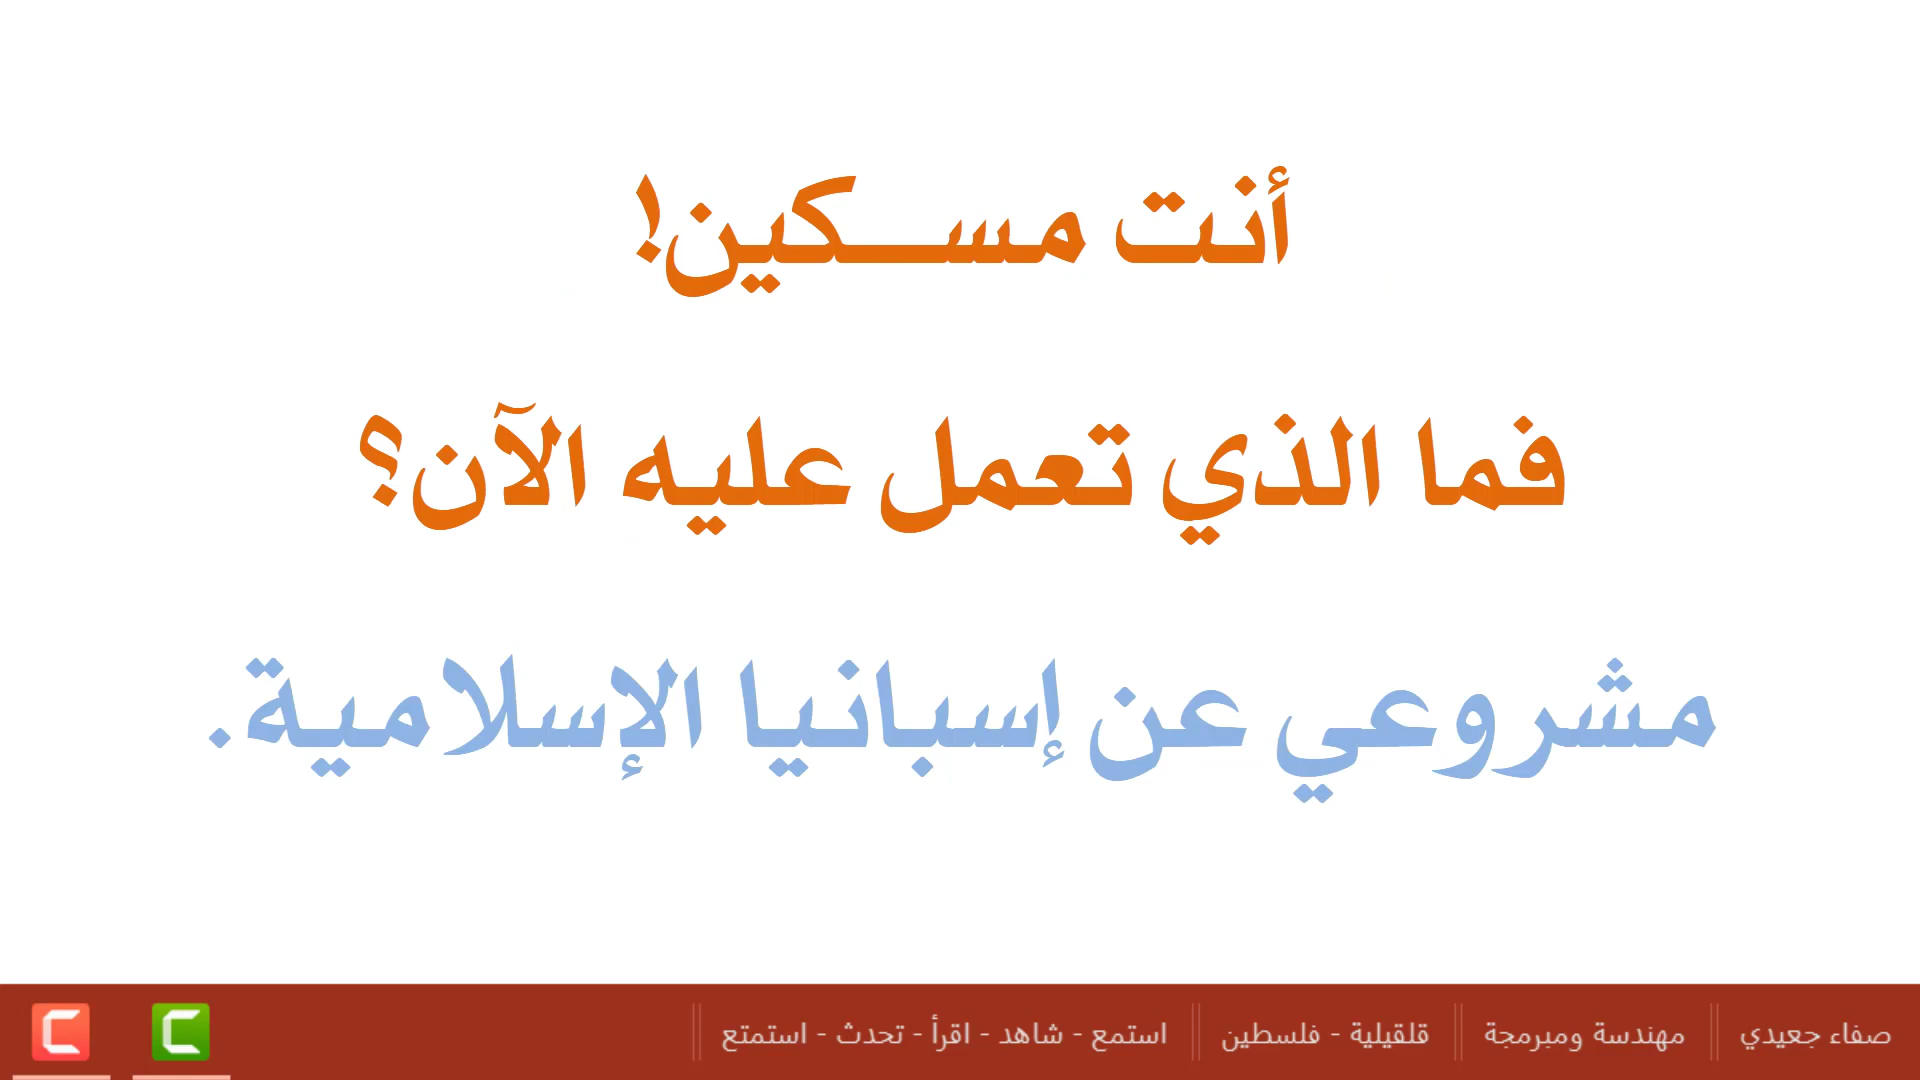 أنت مســكين!
فما الذي تعمل عليه الآن؟
مشروعي عن إسبانيا الإسلامية.
صفاء جعيدي || مهندسة ومبرمجة || قلقيلية - فلسطين || استمع - شاهد - اقرأ - تحدث - استمتع